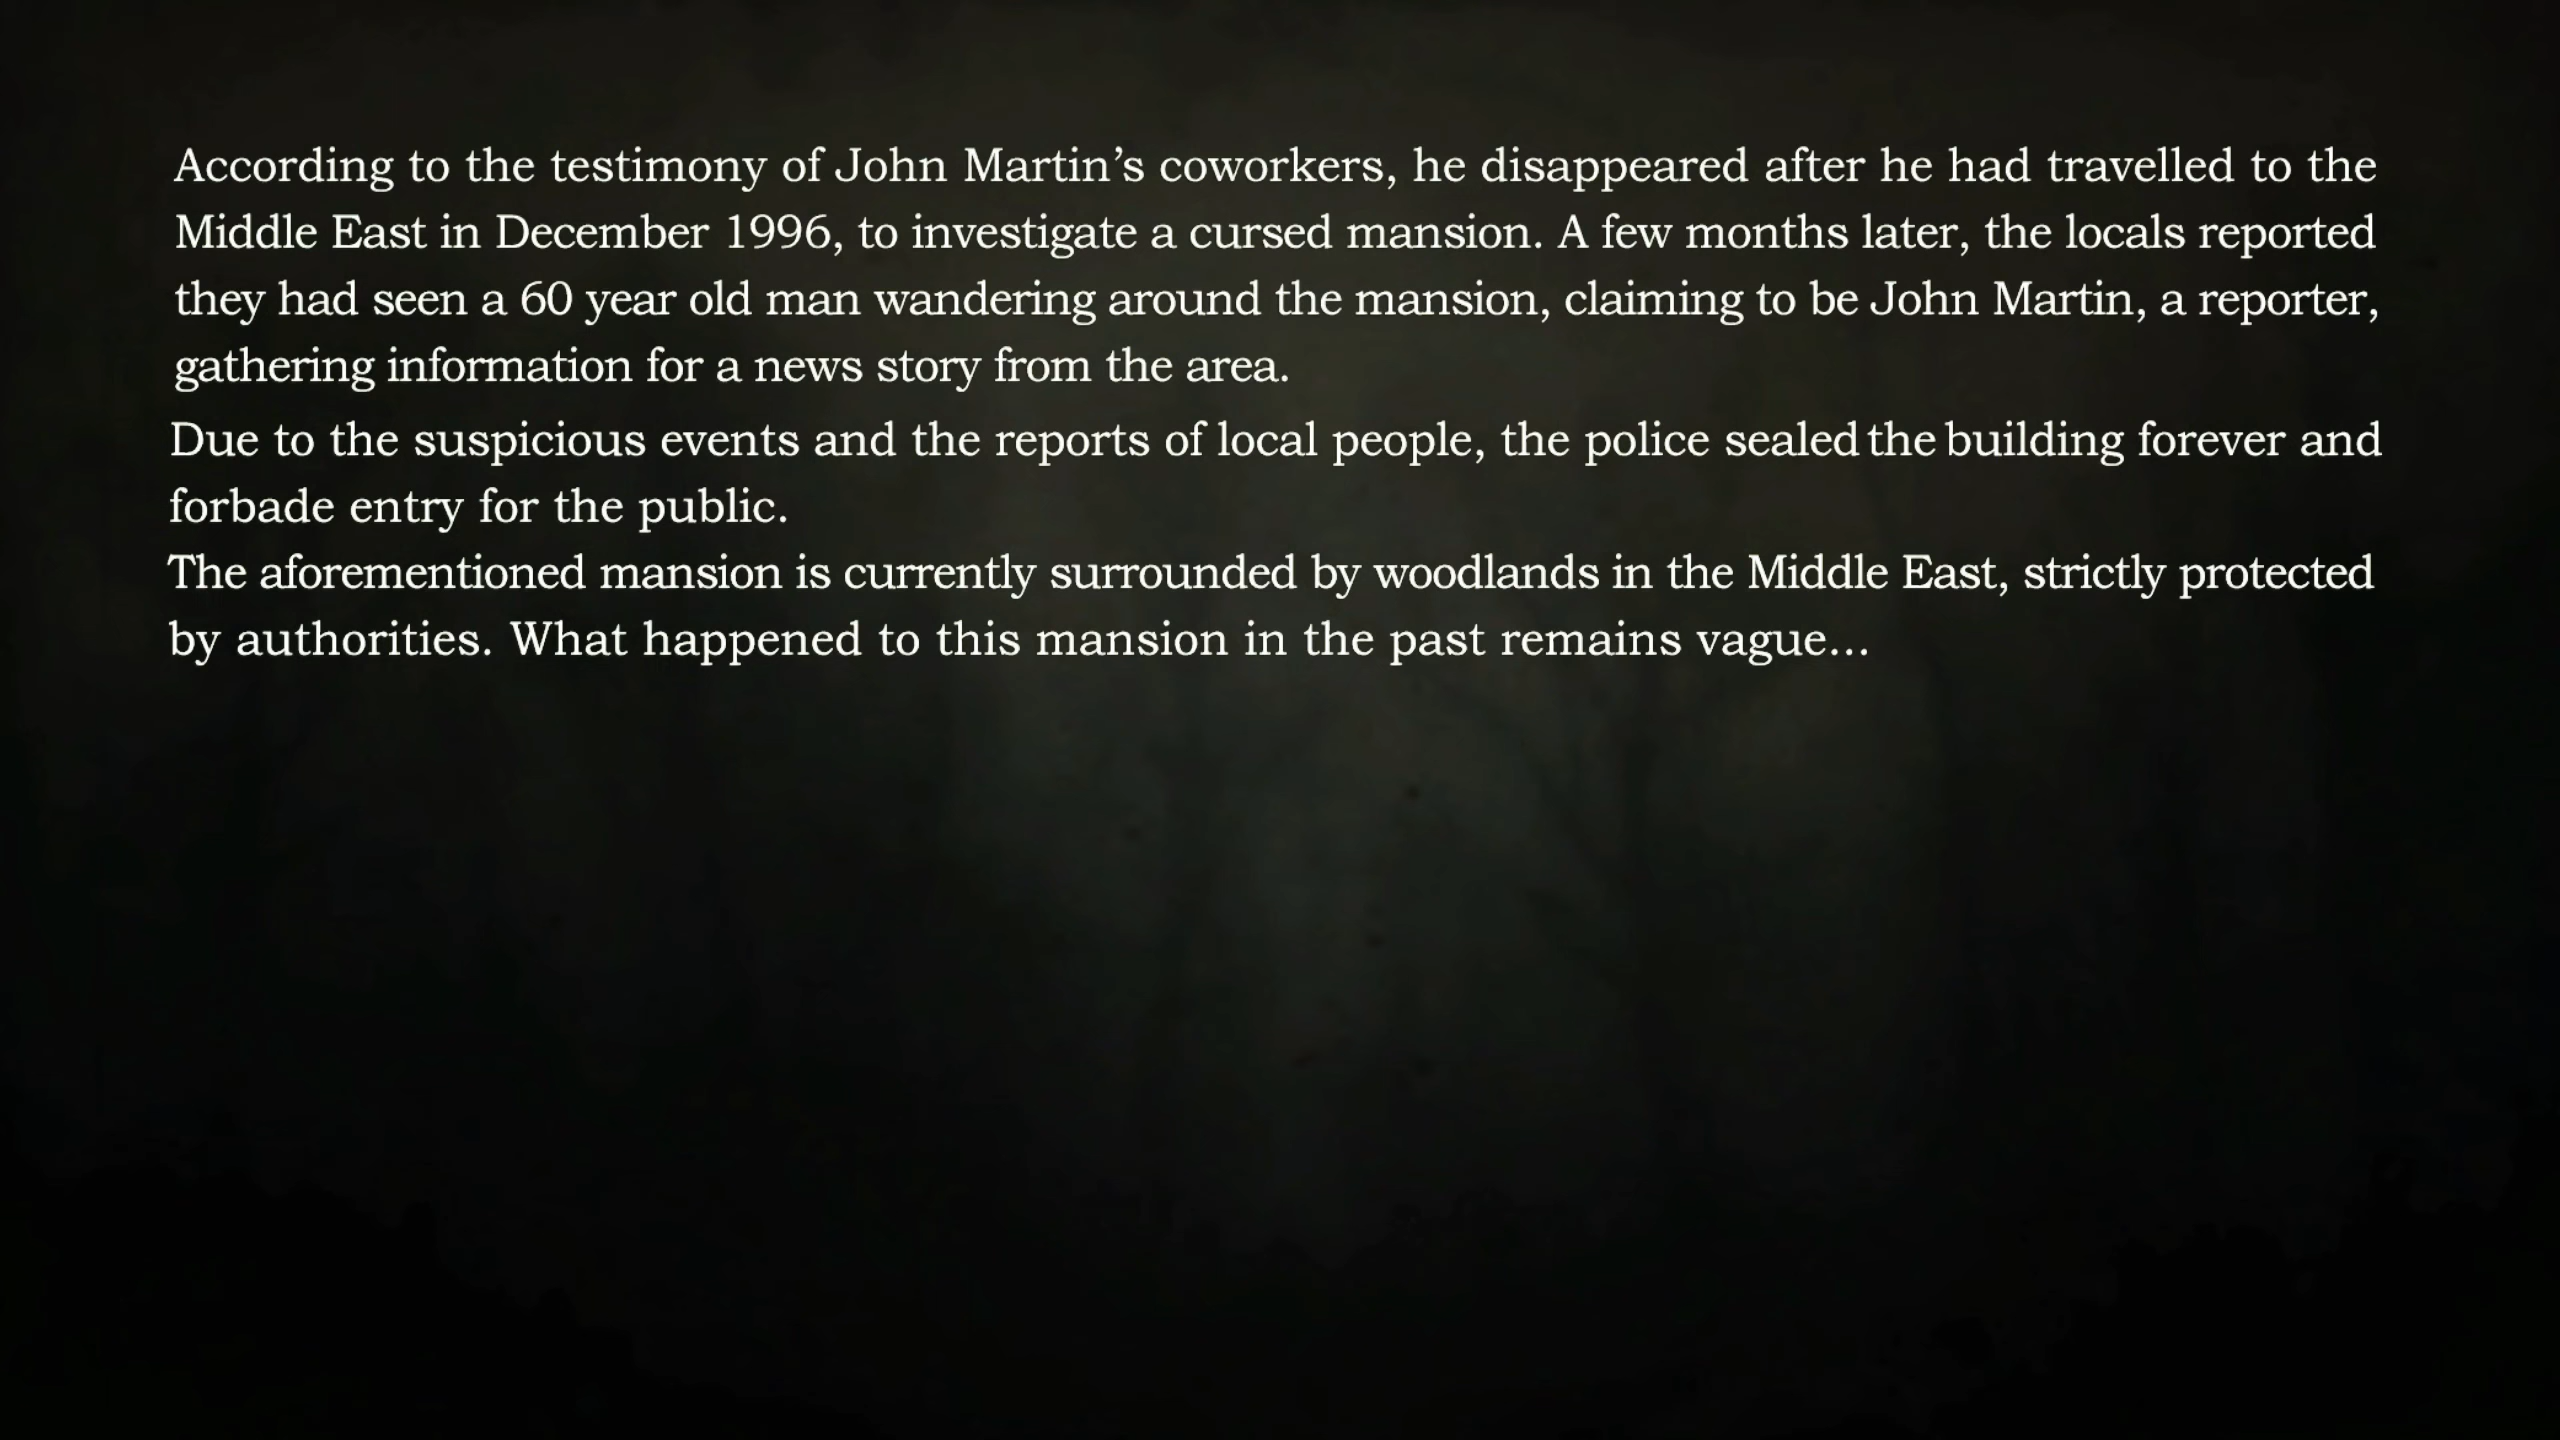 According to the testimony of John Martin’s coworkers, he disappeared after he had travelled to the
Middle East in December 1996, to investigate a cursed mansion. A few months later, the locals reported
they had seen a 60 year old man wandering around the mansion, claiming to be John Martin, a reporter,
gathering information for a news story from the area.
Due to the suspicious events and the reports of local people, the police sealed the building forever and
forbade entry for the public.
The aforementioned mansion is currently surrounded by woodlands in the Middle East, strictly protected
by authorities. What happened to this mansion in the past remains vague...